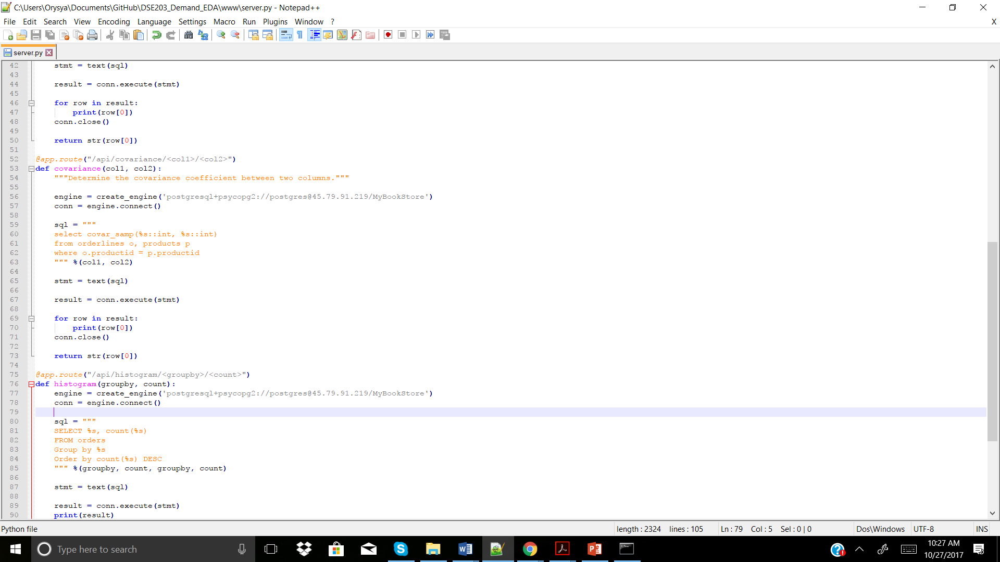 C:\Users\Orysya\Documents\GitHub\DSE203_Demand_EDA\www\server.py - Notepad++
File Edit Search View Encoding Language Settings Macro Run Plugins Window ? X
server.py
42 stmt = text(sql)
43
44 result = conn.execute(stmt)
45
46 for row in result:
47 print(row[0])
48 conn.close()
49
50 return str(row[0])
51
52 @app.route("/api/covariance/<col1>/<col2>")
53 def covariance(col1, col2):
54 """Determine the covariance coefficient between two columns."""
55
56 engine = create_engine('postgresql+psycopg2://postgres@45.79.91.219/MyBookStore')
57 conn = engine.connect()
58
59 sql = """
60 select covar_samp(%s::int, %s::int)
61 from orderlines o, products p
62 where o.productid = p.productid
63 """ %(col1, col2)
64
65 stmt = text(sql)
66
67 result = conn.execute(stmt)
68
69 for row in result:
70 print(row[0])
71 conn.close()
72
73 return str(row[0])
74
75 @app.route("/api/histogram/<groupby>/<count>")
76 def histogram(groupby, count):
77 engine = create_engine('postgresql+psycopg2://postgres@45.79.91.219/MyBookStore')
78 conn = engine.connect()
79
80 sql = """
81 SELECT %s, count(%s)
82 FROM orders
83 Group by %s
84 Order by count(%s) DESC
85 """ %(groupby, count, groupby, count)
86
87 stmt = text(sql)
88
89 result = conn.execute(stmt)
90 print(result)
Python file length : 2324 lines : 105 Ln : 79 Col : 5 Sel : 0 | 0 Dos\Windows UTF-8 INS
Type here to search
10:27 AM
10/27/2017